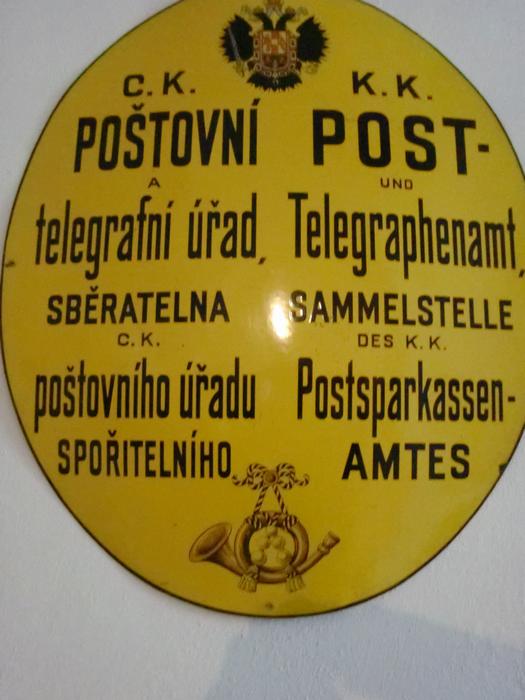 C. K.
POŠTOVNÍ
A
telegrafní úřad,
SBĚRATELNA
C. K.
poštovního úřadu
SPOŘITELNÍHO
K. K.
POST-
UND
Telegraphenamt,
SAMMELSTELLE
DES K. K.
Postsparkassen-
AMTES